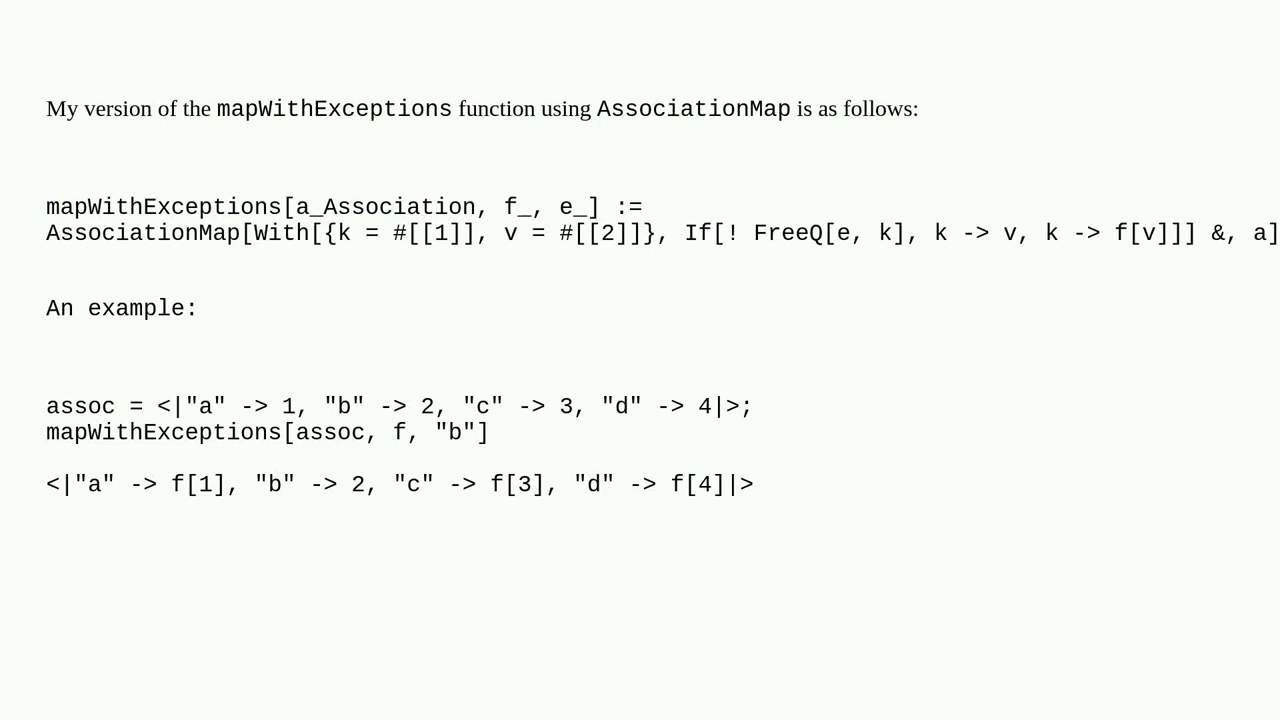 My version of the mapWithExceptions function using AssociationMap is as follows:
mapWithExceptions[a_Association, f_, e_] :=
AssociationMap[With[{k = #[[1]], v = #[[2]]}, If[! FreeQ[e, k], k -> v, k -> f[v]]] &, a]
An example:
assoc = <|"a" -> 1, "b" -> 2, "c" -> 3, "d" -> 4|>;
mapWithExceptions[assoc, f, "b"]
<|"a" -> f[1], "b" -> 2, "c" -> f[3], "d" -> f[4]|>